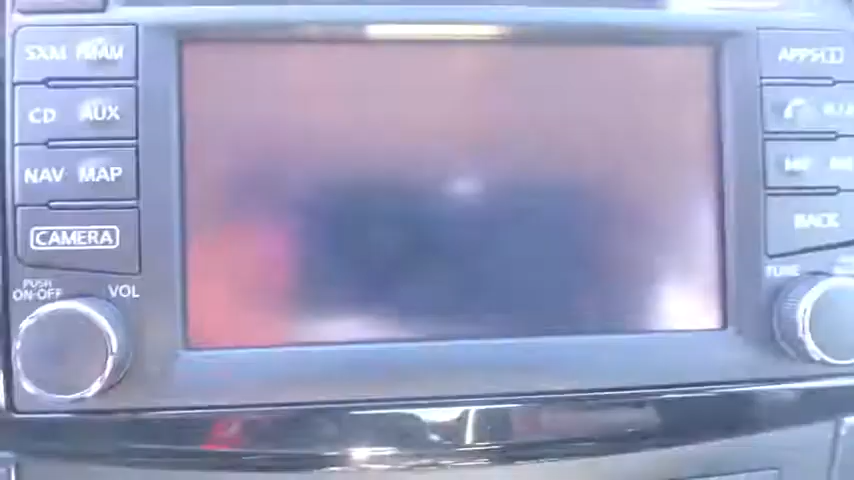 SXM FM/AM
CD AUX
NAV MAP
CAMERA
PUSH
ON·OFF
VOL
APPS
BACK
TUNE